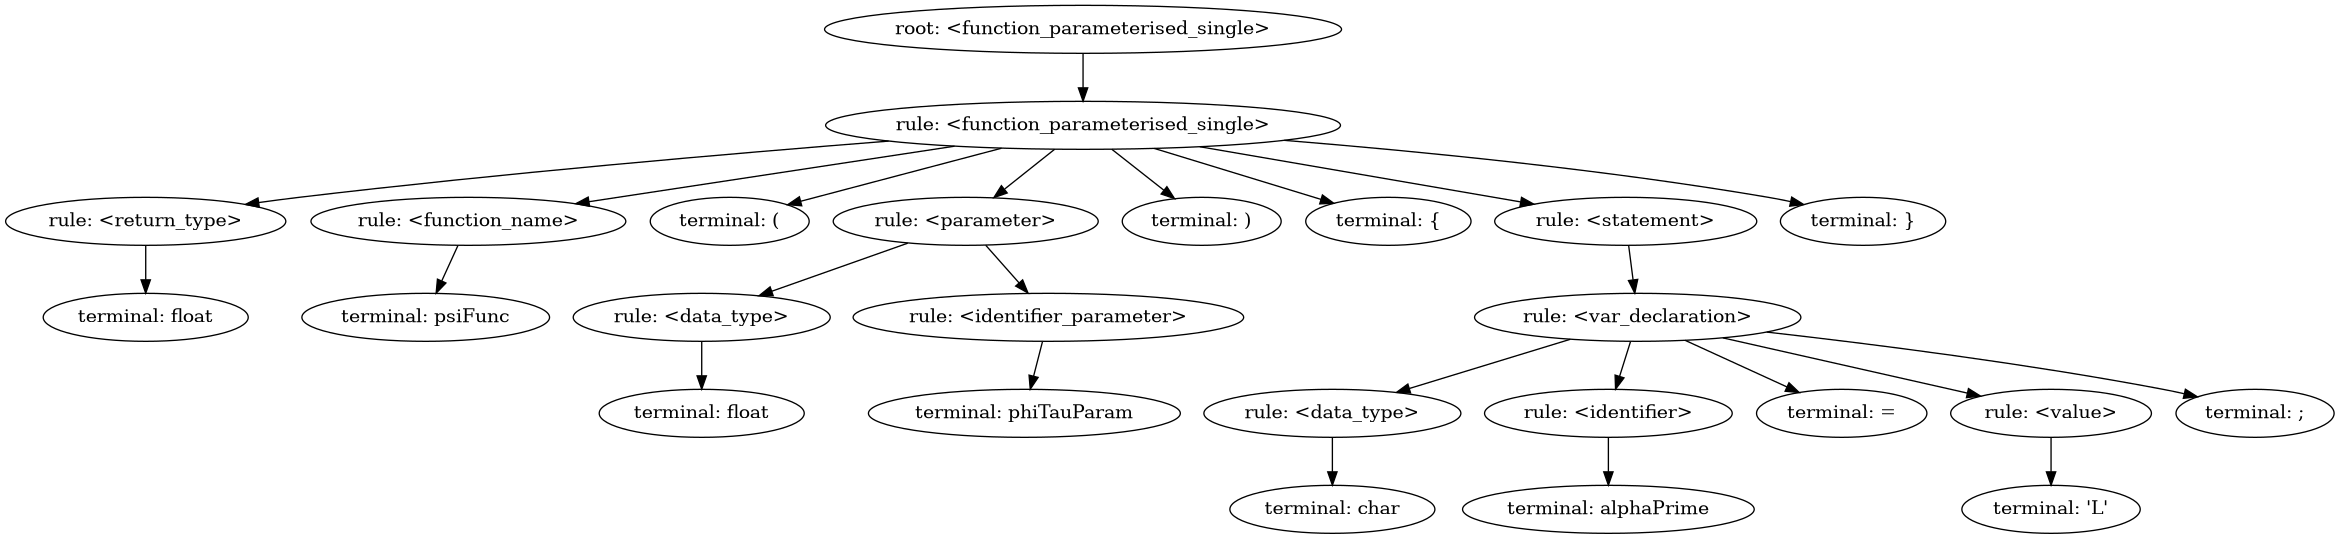 root: <function_parameterised_single>
rule: <function_parameterised_single>
rule: <return_type>
rule: <function_name>
terminal: (
rule: <parameter>
terminal: )
terminal: {
rule: <statement>
terminal: }
terminal: float
terminal: psiFunc
rule: <data_type>
rule: <identifier_parameter>
rule: <var_declaration>
terminal: float
terminal: phiTauParam
rule: <data_type>
rule: <identifier>
terminal: =
rule: <value>
terminal: ;
terminal: char
terminal: alphaPrime
terminal: 'L'